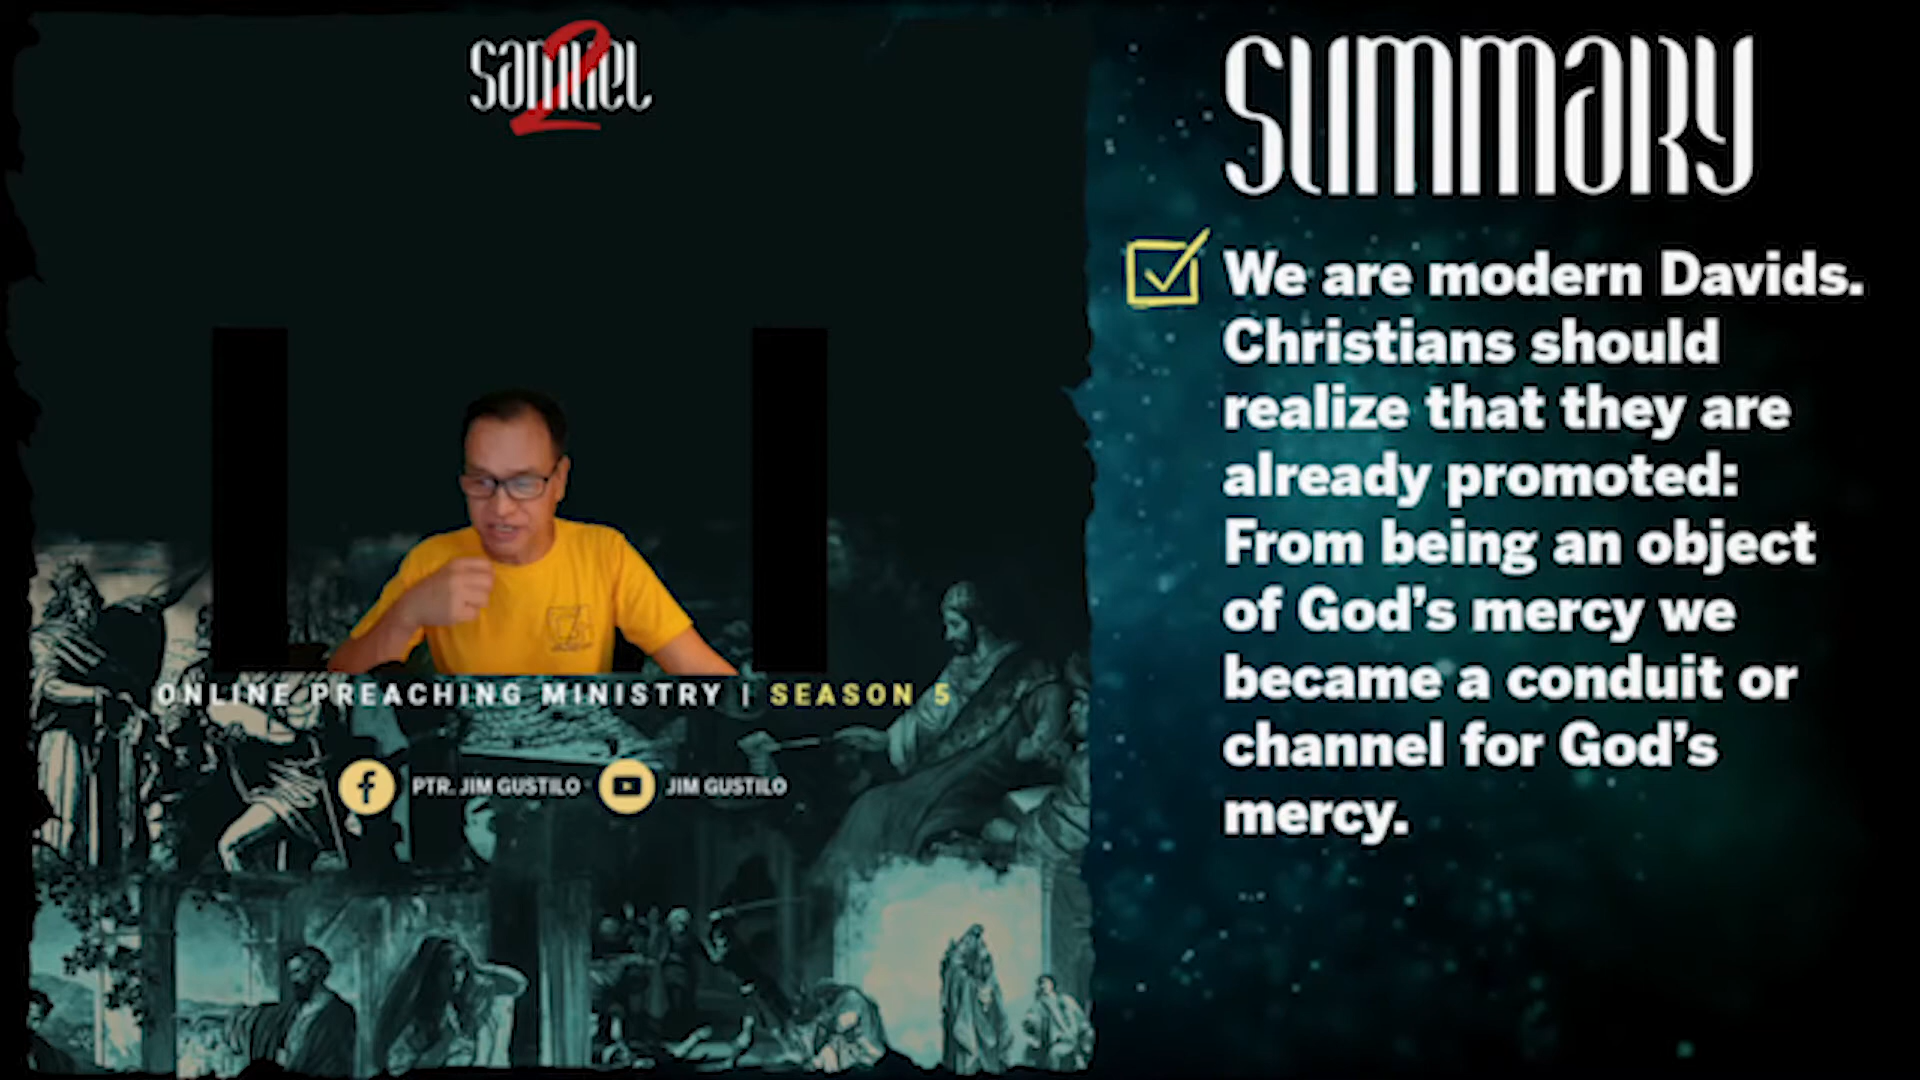 Samuel
2
ONLINE PREACHING MINISTRY | SEASON 5
PTR. JIM GUSTILO
JIM GUSTILO
SUMMARY
We are modern Davids.
Christians should
realize that they are
already promoted:
From being an object
of God’s mercy we
became a conduit or
channel for God’s
mercy.